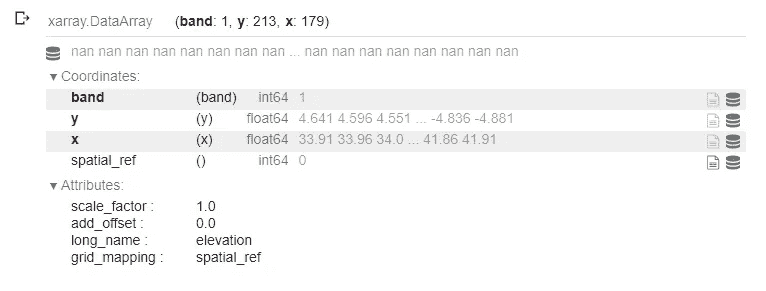 xarray.DataArray (band: 1, y: 213, x: 179)
nan nan nan nan nan nan nan nan nan ... nan nan nan nan nan nan nan nan nan
▼ Coordinates:
band (band) int64 1
y (y) float64 4.641 4.596 4.551 ... -4.836 -4.881
x (x) float64 33.91 33.96 34.0 ... 41.86 41.91
spatial_ref () int64 0
▼ Attributes:
scale_factor : 1.0
add_offset : 0.0
long_name : elevation
grid_mapping : spatial_ref